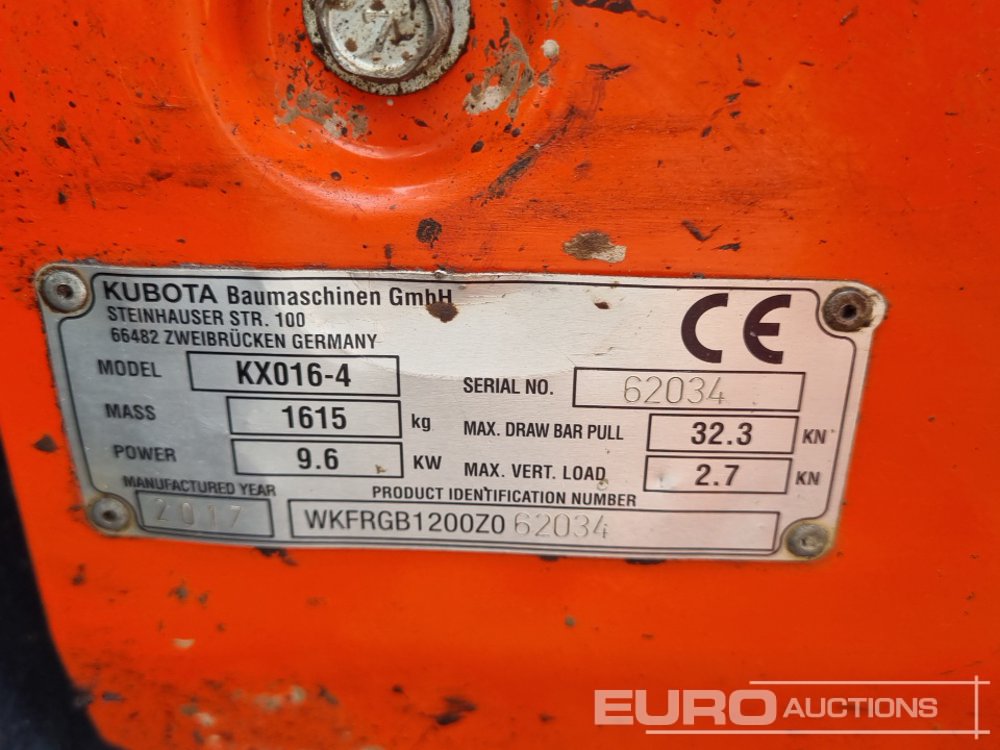 KUBOTA Baumaschinen GmbH
STEINHAUSER STR. 100
66482 ZWEIBRÜCKEN GERMANY
CE
MODEL KX016-4
SERIAL NO. 62034
MASS 1615 kg
MAX. DRAW BAR PULL 32.3 KN
POWER 9.6 KW
MAX. VERT. LOAD 2.7 KN
MANUFACTURED YEAR 2017
PRODUCT IDENTIFICATION NUMBER
WKFRGB1200Z062034
EURO AUCTIONS